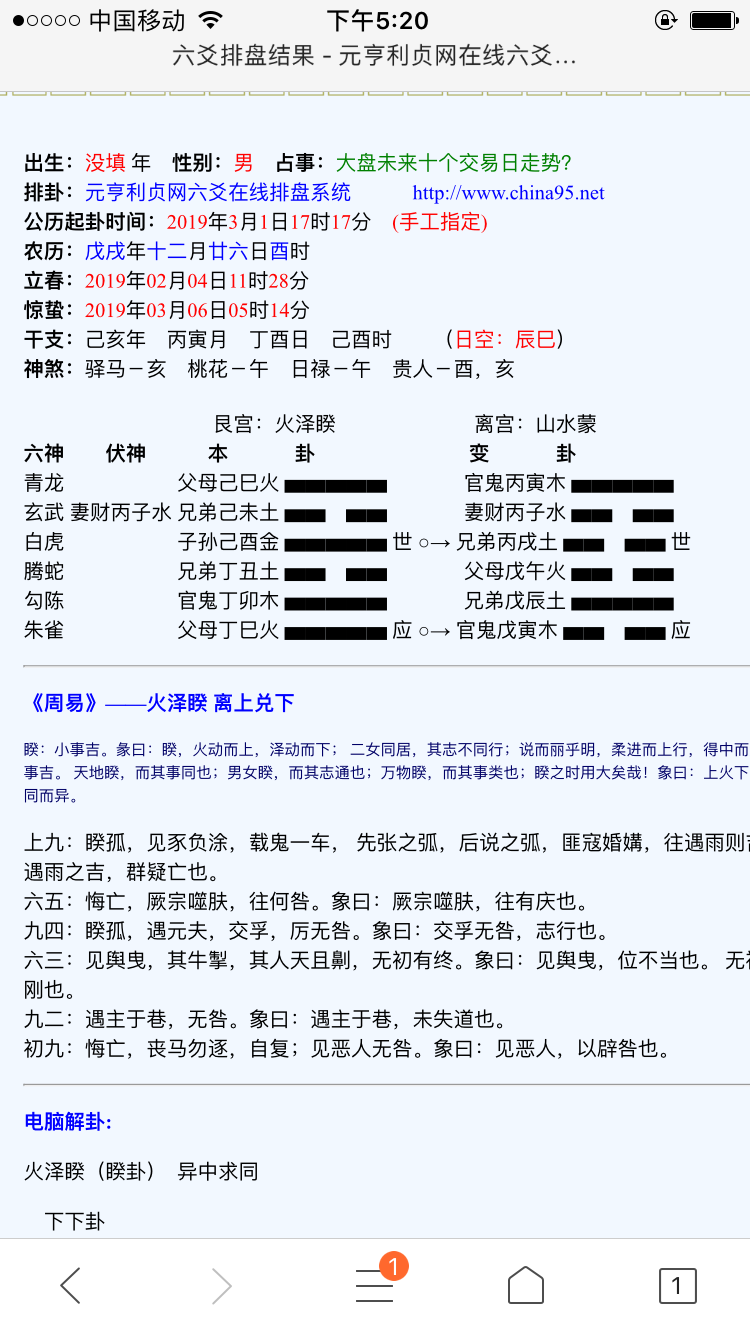 中国移动 下午5:20
六爻排盘结果 - 元亨利贞网在线六爻...
出生：没填 年 性别：男 占事：大盘未来十个交易日走势?
排卦：元亨利贞网六爻在线排盘系统 http://www.china95.net
公历起卦时间：2019年3月1日17时17分 (手工指定)
农历：戊戌年十二月廿六日酉时
立春：2019年02月04日11时28分
惊蛰：2019年03月06日05时14分
干支：己亥年 丙寅月 丁酉日 己酉时 （日空：辰巳）
神煞：驿马－亥 桃花－午 日禄－午 贵人－酉，亥
艮宫：火泽睽 离宫：山水蒙
六神 伏神 本 卦 变 卦
青龙 父母己巳火 官鬼丙寅木
玄武 妻财丙子水 兄弟己未土 妻财丙子水
白虎 子孙己酉金 世 ○→ 兄弟丙戌土 世
腾蛇 兄弟丁丑土 父母戊午火
勾陈 官鬼丁卯木 兄弟戊辰土
朱雀 父母丁巳火 应 ○→ 官鬼戊寅木 应
《周易》——火泽睽 离上兑下
睽：小事吉。彖曰：睽，火动而上，泽动而下； 二女同居，其志不同行；说而丽乎明，柔进而上行，得中而
事吉。 天地睽，而其事同也；男女睽，而其志通也；万物睽，而其事类也；睽之时用大矣哉！象曰：上火下
同而异。
上九：睽孤，见豕负涂，载鬼一车， 先张之弧，后说之弧，匪寇婚媾，往遇雨则吉
遇雨之吉，群疑亡也。
六五：悔亡，厥宗噬肤，往何咎。象曰：厥宗噬肤，往有庆也。
九四：睽孤，遇元夫，交孚，厉无咎。象曰：交孚无咎，志行也。
六三：见舆曳，其牛掣，其人天且劓，无初有终。象曰：见舆曳，位不当也。 无初
刚也。
九二：遇主于巷，无咎。象曰：遇主于巷，未失道也。
初九：悔亡，丧马勿逐，自复；见恶人无咎。象曰：见恶人，以辟咎也。
电脑解卦:
火泽睽（睽卦） 异中求同
下下卦
1
1